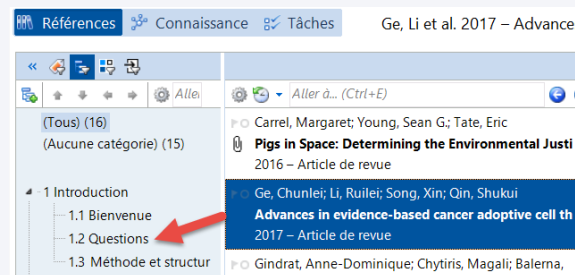 Références Connaissance Tâches Ge, Li et al. 2017 – Advance
Aller à... (Ctrl+E)
(Tous) (16)
(Aucune catégorie) (15)
1 Introduction
1.1 Bienvenue
1.2 Questions
1.3 Méthode et structur
Carrel, Margaret; Young, Sean G.; Tate, Eric
Pigs in Space: Determining the Environmental Justi
2016 – Article de revue
Ge, Chunlei; Li, Ruilei; Song, Xin; Qin, Shukui
Advances in evidence-based cancer adoptive cell th
2017 – Article de revue
Gindrat, Anne-Dominique; Chytiris, Magali; Balerna,